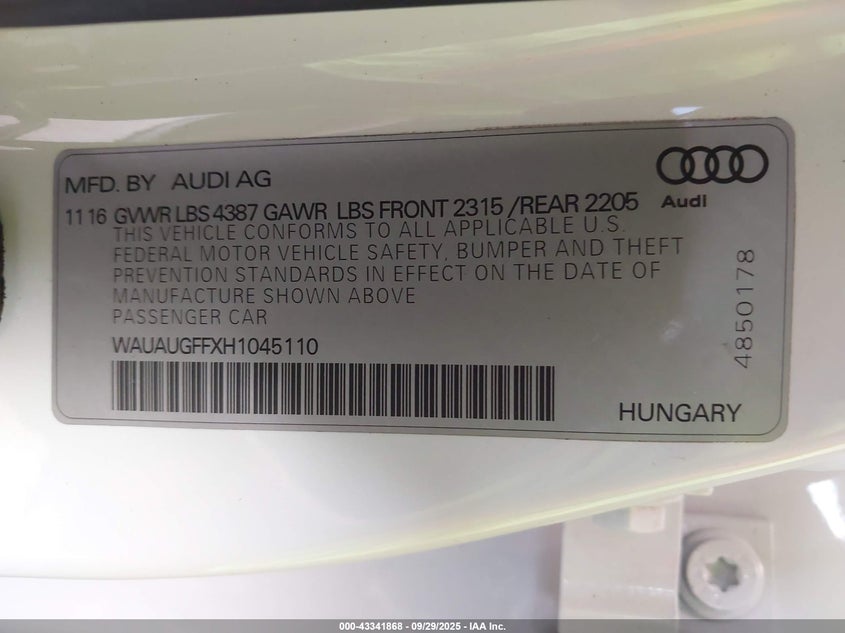 MFD. BY AUDI AG
Audi
11 16 GVWR LBS 4387 GAWR LBS FRONT 2315 /REAR 2205
THIS VEHICLE CONFORMS TO ALL APPLICABLE U.S.
FEDERAL MOTOR VEHICLE SAFETY, BUMPER AND THEFT
PREVENTION STANDARDS IN EFFECT ON THE DATE OF
MANUFACTURE SHOWN ABOVE
PASSENGER CAR
WAUAUGFFXH1045110
4850178
HUNGARY
000-43341868 - 09/29/2025 - IAA Inc.